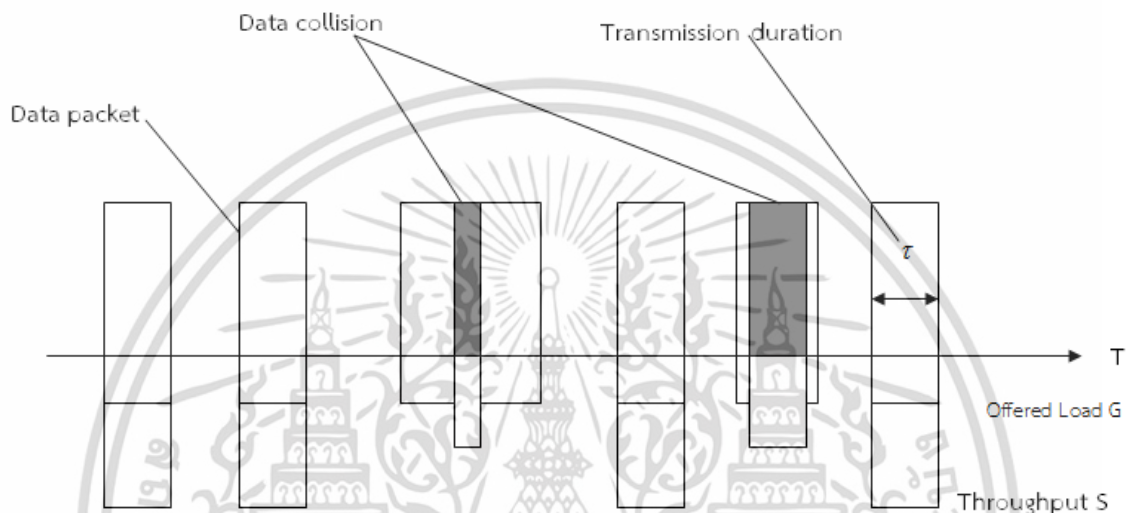 Data collision
Transmission duration
Data packet
τ
T
Offered Load G
Throughput S